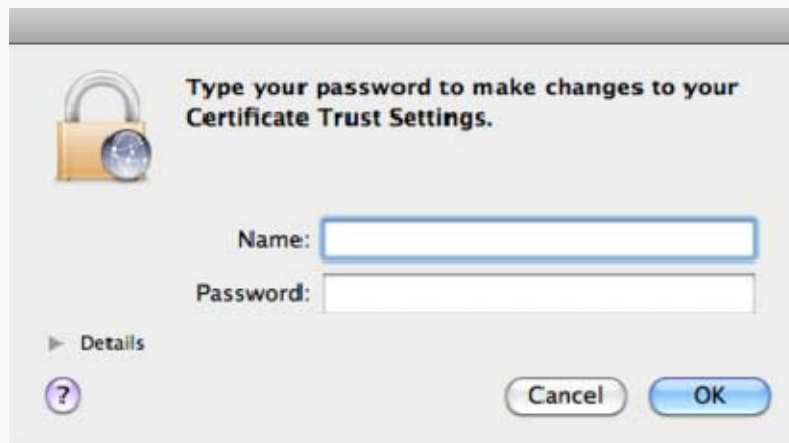 Type your password to make changes to your
Certificate Trust Settings.
Name:
Password:
Details
?
Cancel
OK